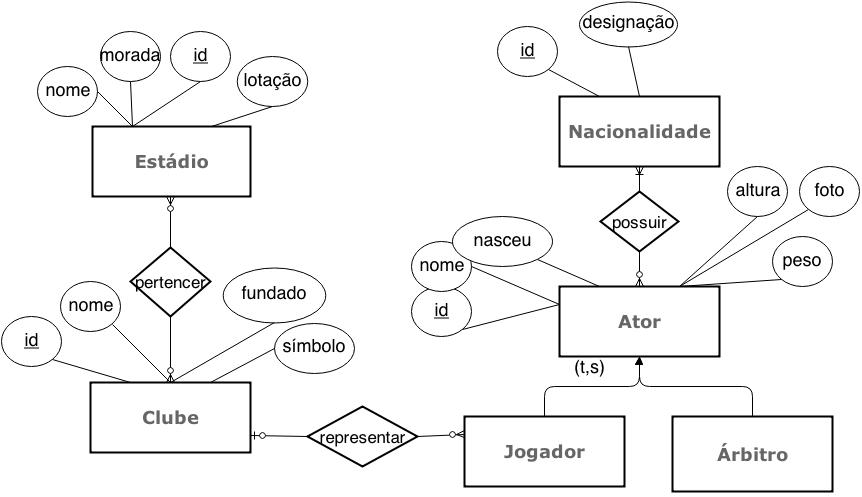 designação
id
morada
id
lotação
nome
Nacionalidade
Estádio
altura
foto
possuir
nasceu
nome
peso
pertencer
fundado
nome
id
Ator
id
símbolo
(t,s)
Clube
representar
Jogador
Árbitro